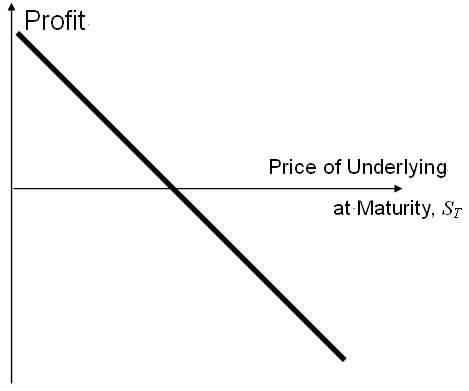 Profit
Price of Underlying
at Maturity, S_T